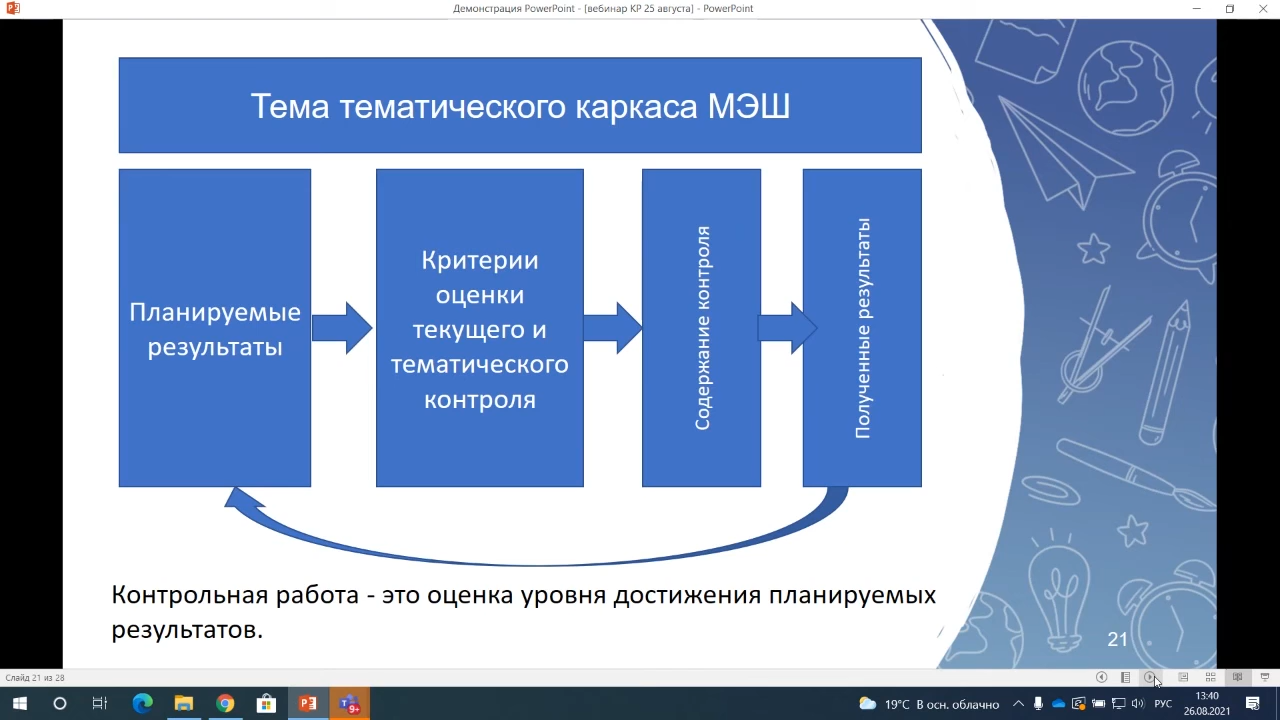 Демонстрация PowerPoint - [вебинар КР 25 августа] - PowerPoint
Тема тематического каркаса МЭШ
Планируемые
результаты
Критерии
оценки
текущего и
тематического
контроля
Содержание контроля
Полученные результаты
Контрольная работа - это оценка уровня достижения планируемых
результатов.
21
Слайд 21 из 28
9+
19°C В осн. облачно
РУС
13:40
26.08.2021